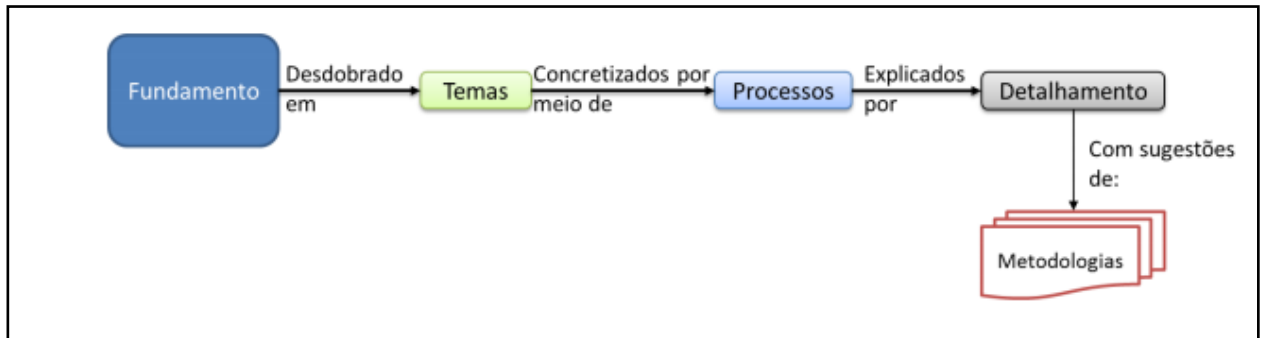 Fundamento
Desdobrado
em
Temas
Concretizados por
meio de
Processos
Explicados
por
Detalhamento
Com sugestões
de:
Metodologias